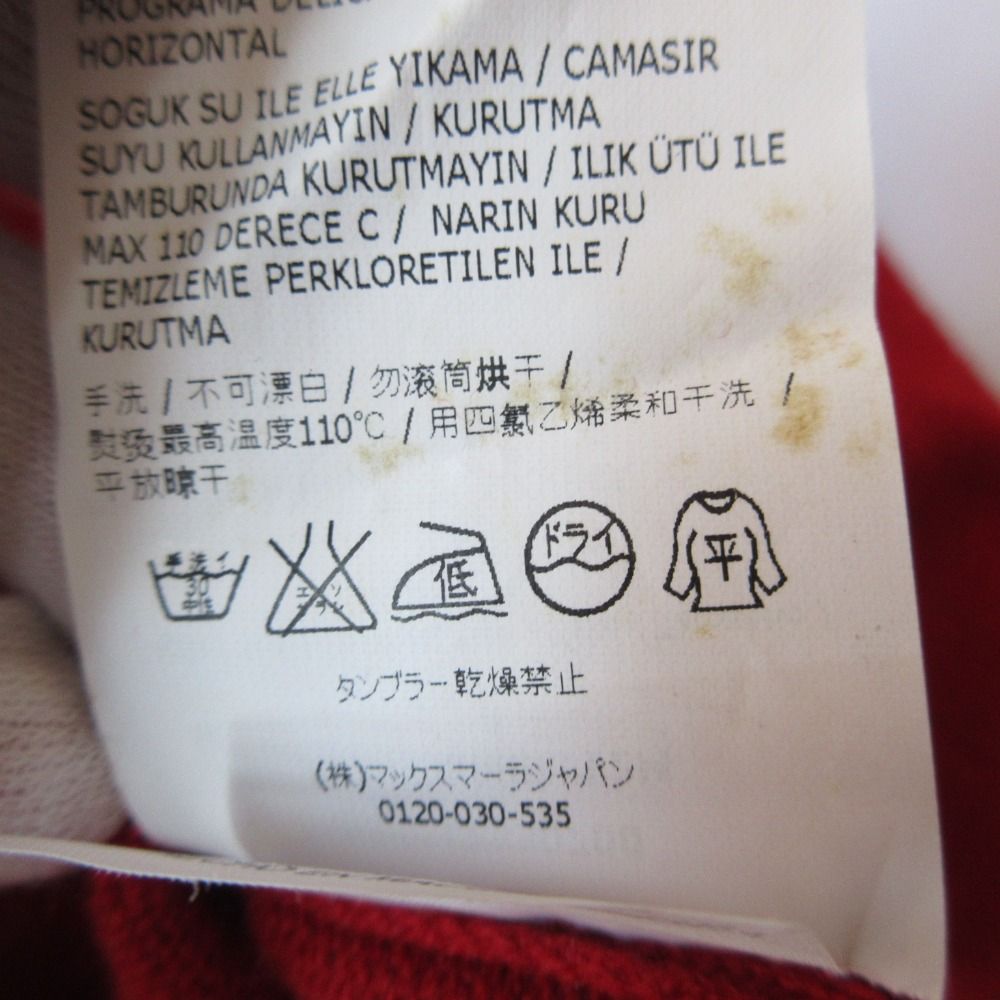 PROGRAMA
HORIZONTAL
SOGUK SU ILE ELLE YIKAMA / CAMASIR
SUYU KULLANMAYIN / KURUTMA
TAMBURUNDA KURUTMAYIN / ILIK ÜTÜ ILE
MAX 110 DERECE C / NARIN KURU
TEMIZLEME PERKLORETILEN ILE /
KURUTMA
手洗 / 不可漂白 / 勿滚筒烘干 /
熨烫最高温度110℃ / 用四氯乙烯柔和干洗 /
平放晾干
手洗イ
30
中性
エンソ
サラシ
低
ドライ
平
タンブラー乾燥禁止
(株)マックスマーラジャパン
0120-030-535